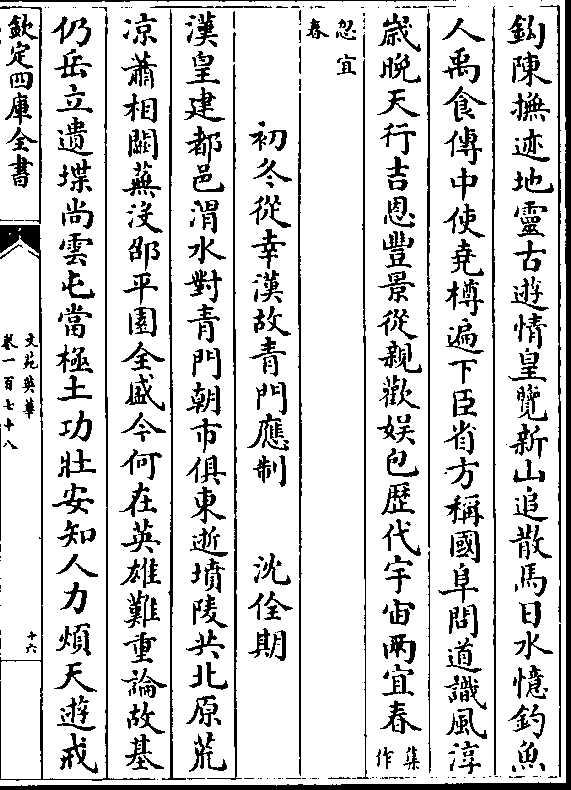 鈎陳撫迹地靈古遊情皇覽新山追散馬日水憶釣魚
人禹食傳中使堯樽遍下臣省方稱國阜問道識風淳
歲晚天行吉恩豐景從親歡娱包歴代宇宙兩宜春集作
忽宜春
初冬從幸漢故青門應制 沈佺期
漢皇建都邑渭水對青門朝市俱東逝墳陵共北原荒
凉蕭相闕蕪没邵平園全盛今何在英雄難重論故基
仍岳立遺堞尚雲屯當極土功壯安知人力煩天遊戒
欽定四庫全書
文苑英華
卷一百七十八
十六